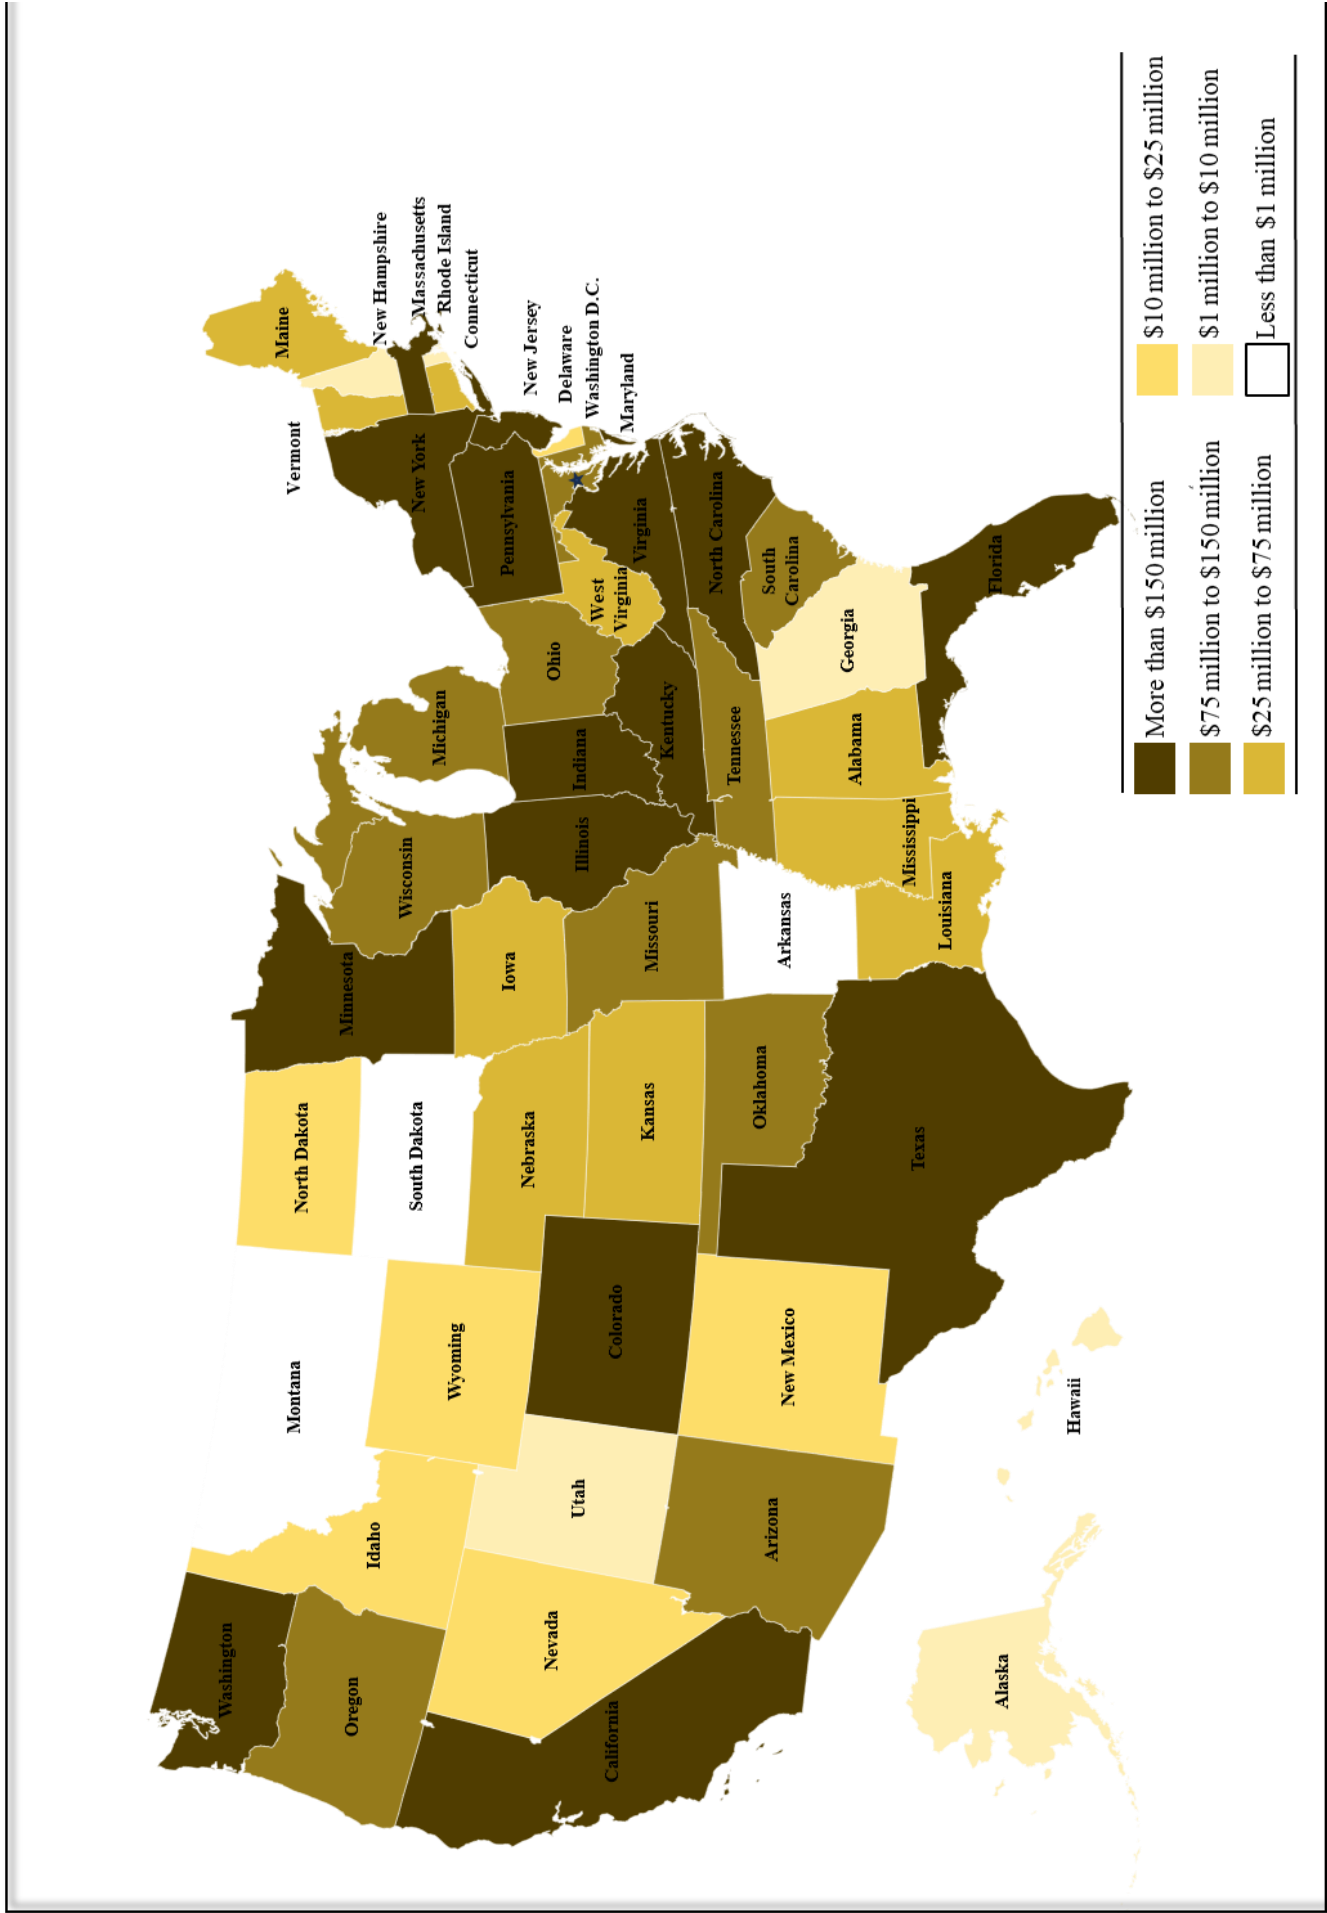 Washington
Oregon
California
Nevada
Idaho
Montana
Wyoming
Utah
Arizona
Colorado
New Mexico
North Dakota
South Dakota
Nebraska
Kansas
Oklahoma
Texas
Minnesota
Iowa
Missouri
Arkansas
Louisiana
Wisconsin
Illinois
Michigan
Indiana
Ohio
Kentucky
Tennessee
Mississippi
Alabama
Georgia
Florida
South
Carolina
North Carolina
Virginia
West
Virginia
Pennsylvania
New York
Vermont
Maine
New Hampshire
Massachusetts
Rhode Island
Connecticut
New Jersey
Delaware
Washington D.C.
Maryland
Alaska
Hawaii
More than $150 million
$10 million to $25 million
$75 million to $150 million
$1 million to $10 million
$25 million to $75 million
Less than $1 million